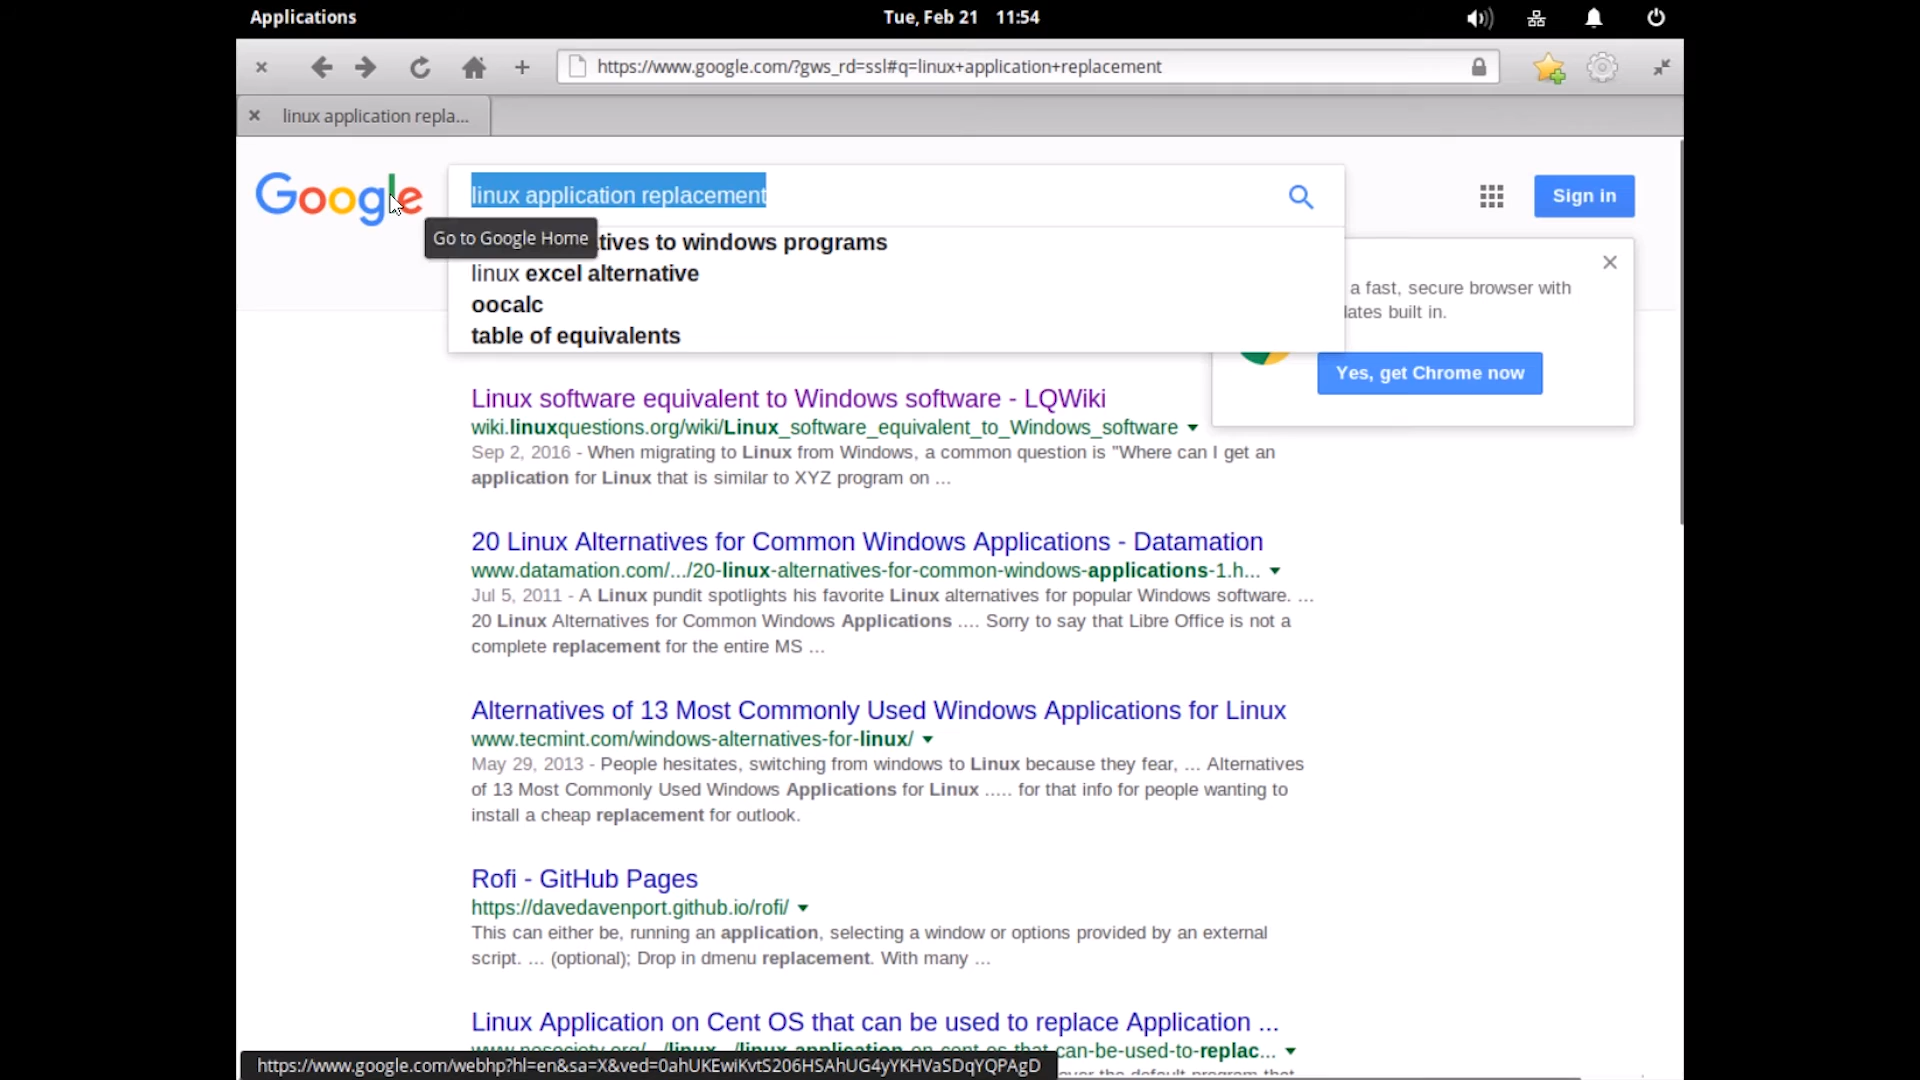 Applications
Tue, Feb 21 11:54
https://www.google.com/?gws_rd=ssl#q=linux+application+replacement
linux application repla...
Google
linux application replacement
Sign in
Go to Google Home
tives to windows programs
linux excel alternative
oocalc
table of equivalents
a fast, secure browser with
lates built in.
Yes, get Chrome now
Linux software equivalent to Windows software - LQWiki
wiki.linuxquestions.org/wiki/Linux_software_equivalent_to_Windows_software
Sep 2, 2016 - When migrating to Linux from Windows, a common question is "Where can I get an
application for Linux that is similar to XYZ program on ...
20 Linux Alternatives for Common Windows Applications - Datamation
www.datamation.com/.../20-linux-alternatives-for-common-windows-applications-1.h...
Jul 5, 2011 - A Linux pundit spotlights his favorite Linux alternatives for popular Windows software. ...
20 Linux Alternatives for Common Windows Applications .... Sorry to say that Libre Office is not a
complete replacement for the entire MS ...
Alternatives of 13 Most Commonly Used Windows Applications for Linux
www.tecmint.com/windows-alternatives-for-linux/
May 29, 2013 - People hesitates, switching from windows to Linux because they fear, ... Alternatives
of 13 Most Commonly Used Windows Applications for Linux ..... for that info for people wanting to
install a cheap replacement for outlook.
Rofi - GitHub Pages
https://davedavenport.github.io/rofi/
This can either be, running an application, selecting a window or options provided by an external
script. ... (optional); Drop in dmenu replacement. With many ...
Linux Application on Cent OS that can be used to replace Application ...
can-be-used-to-replac...
https://www.google.com/webhp?hl=en&sa=X&ved=0ahUKEwiKvtS206HSAhUG4yYKHVaSDqYQPAgD